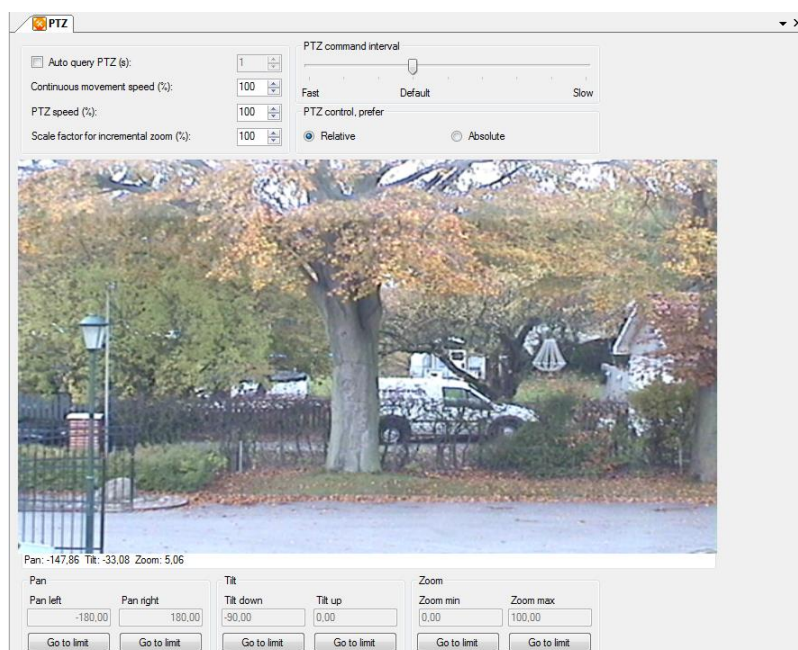 PTZ
Auto query PTZ (s): 1
Continuous movement speed (%): 100
PTZ speed (%): 100
Scale factor for incremental zoom (%): 100
PTZ command interval
Fast Default Slow
PTZ control, prefer
Relative Absolute
Pan: -147,86 Tilt: -33,08 Zoom: 5,06
Pan Tilt Zoom
Pan left Pan right Tilt down Tilt up Zoom min Zoom max
-180,00 180,00 -90,00 0,00 0,00 100,00
Go to limit Go to limit Go to limit Go to limit Go to limit Go to limit